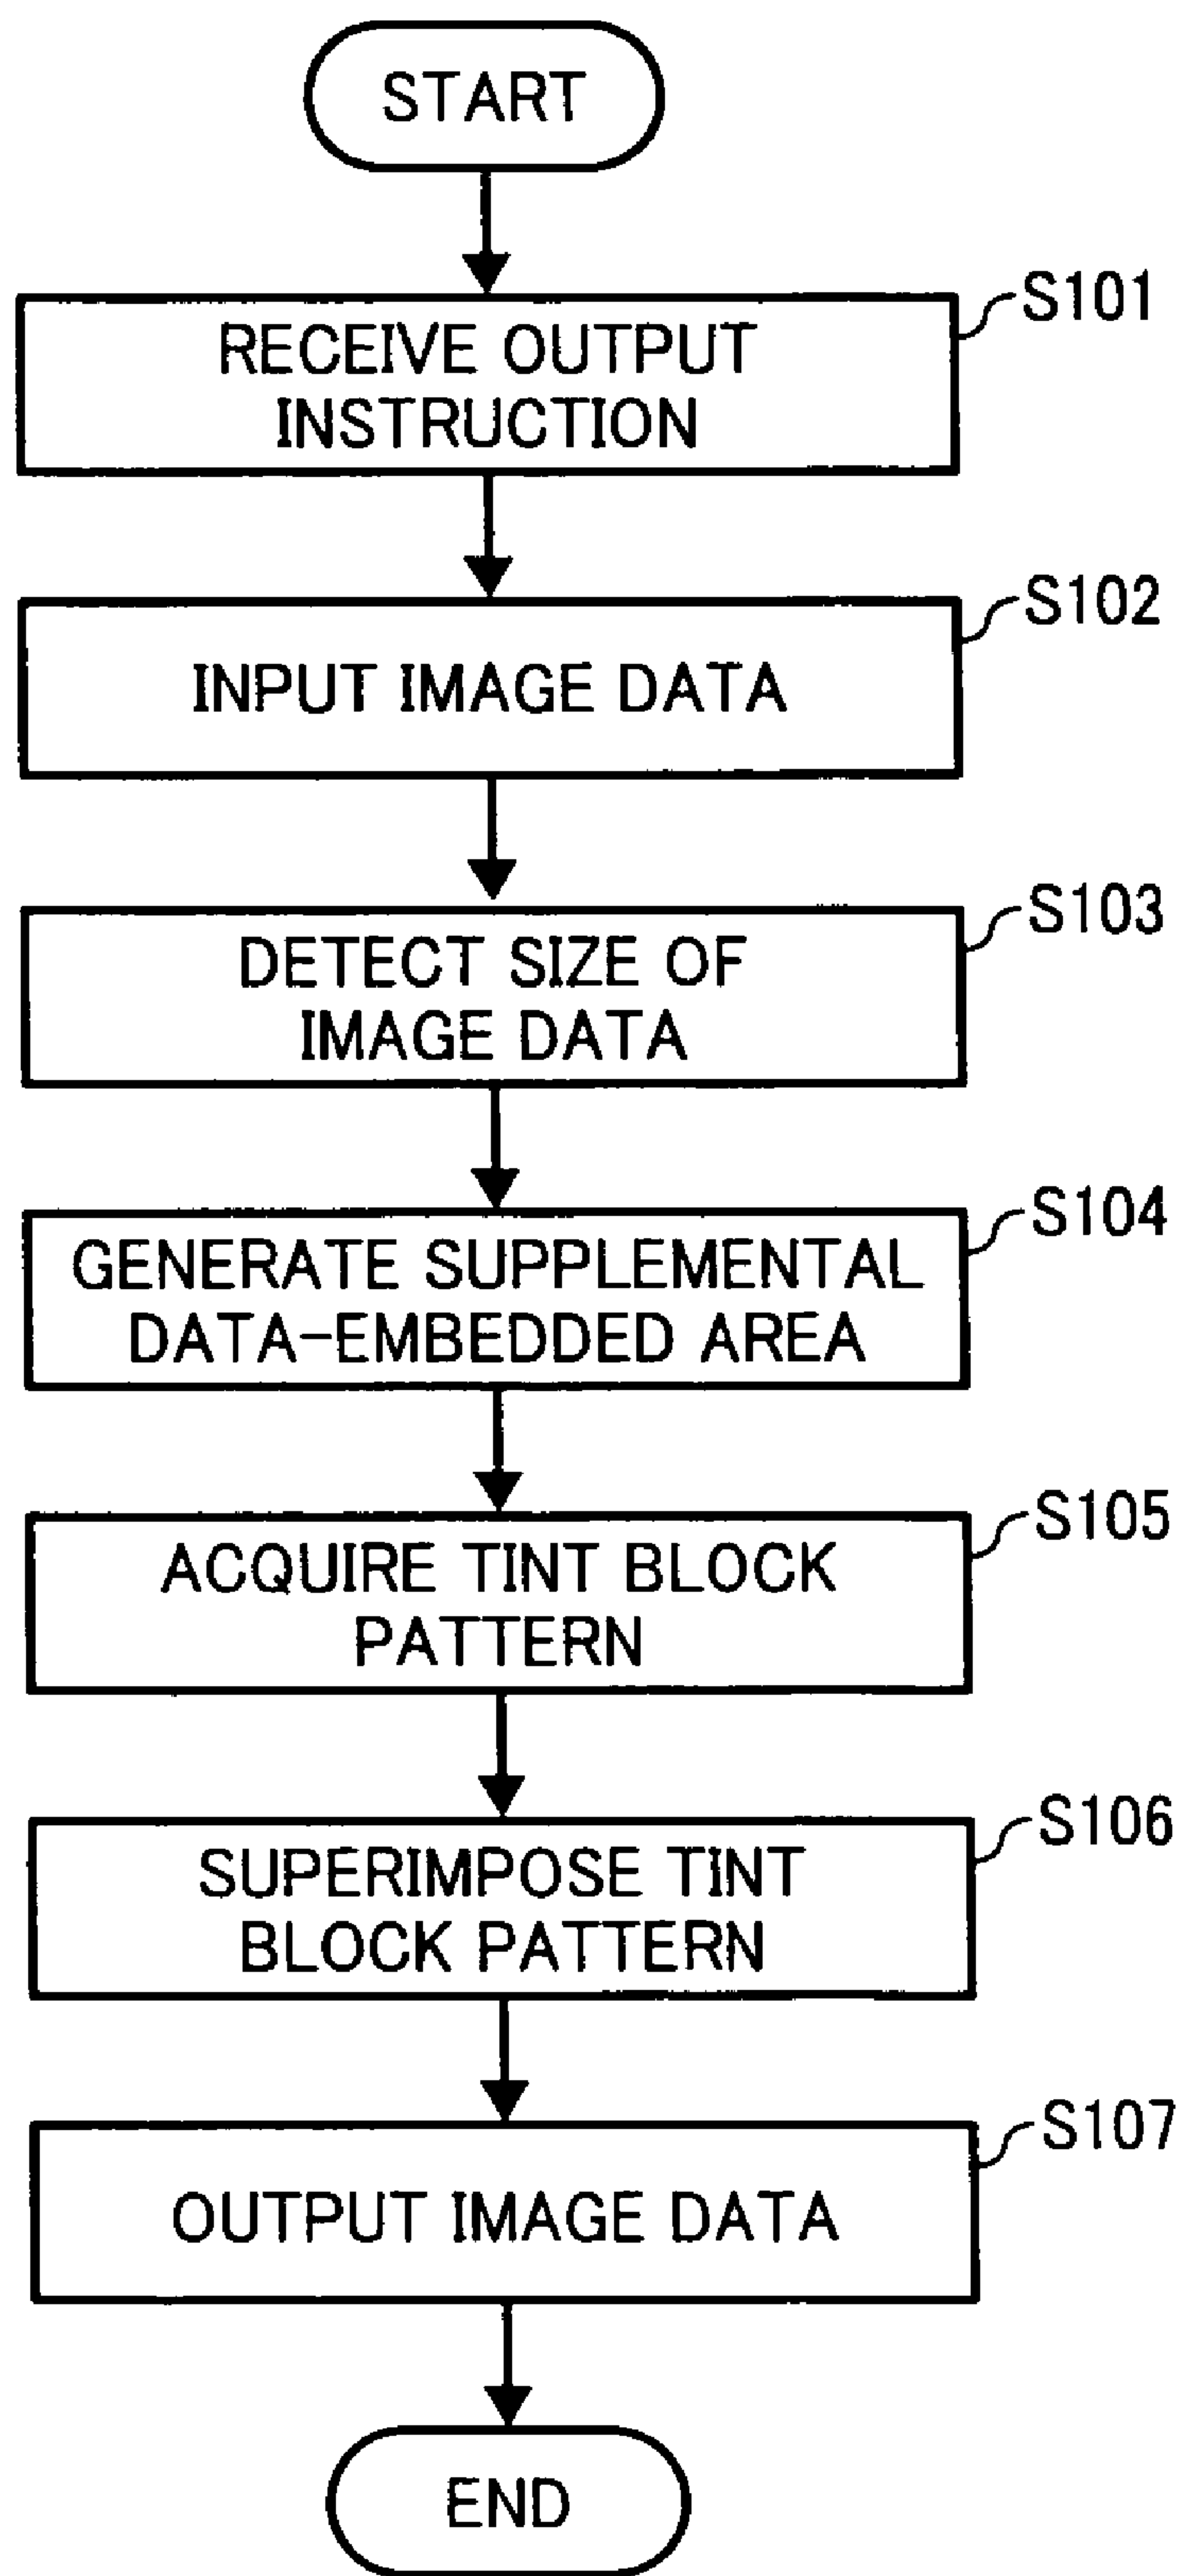 START
S101
RECEIVE OUTPUT
INSTRUCTION
S102
INPUT IMAGE DATA
S103
DETECT SIZE OF
IMAGE DATA
S104
GENERATE SUPPLEMENTAL
DATA-EMBEDDED AREA
S105
ACQUIRE TINT BLOCK
PATTERN
S106
SUPERIMPOSE TINT
BLOCK PATTERN
S107
OUTPUT IMAGE DATA
END